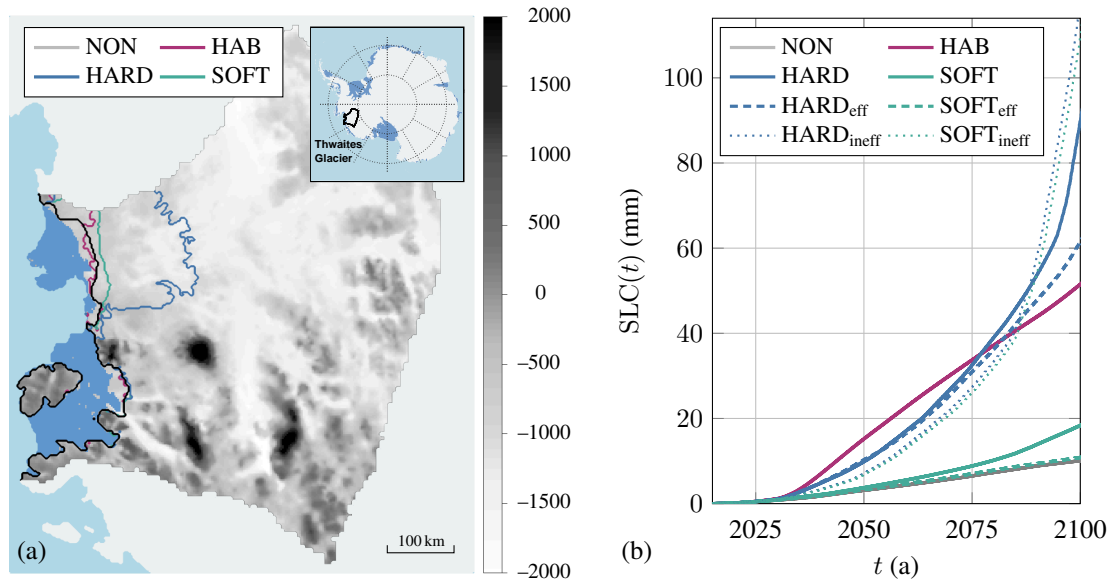 NON HAB
HARD SOFT
Thwaites
Glacier
(a)
100 km
2000
1500
1000
500
0
–500
–1000
–1500
–2000
NON HAB
HARD SOFT
HARDeff SOFTeff
HARDineff SOFTineff
SLC(t) (mm)
100
80
60
40
20
0
2025 2050 2075 2100
t (a)
(b)